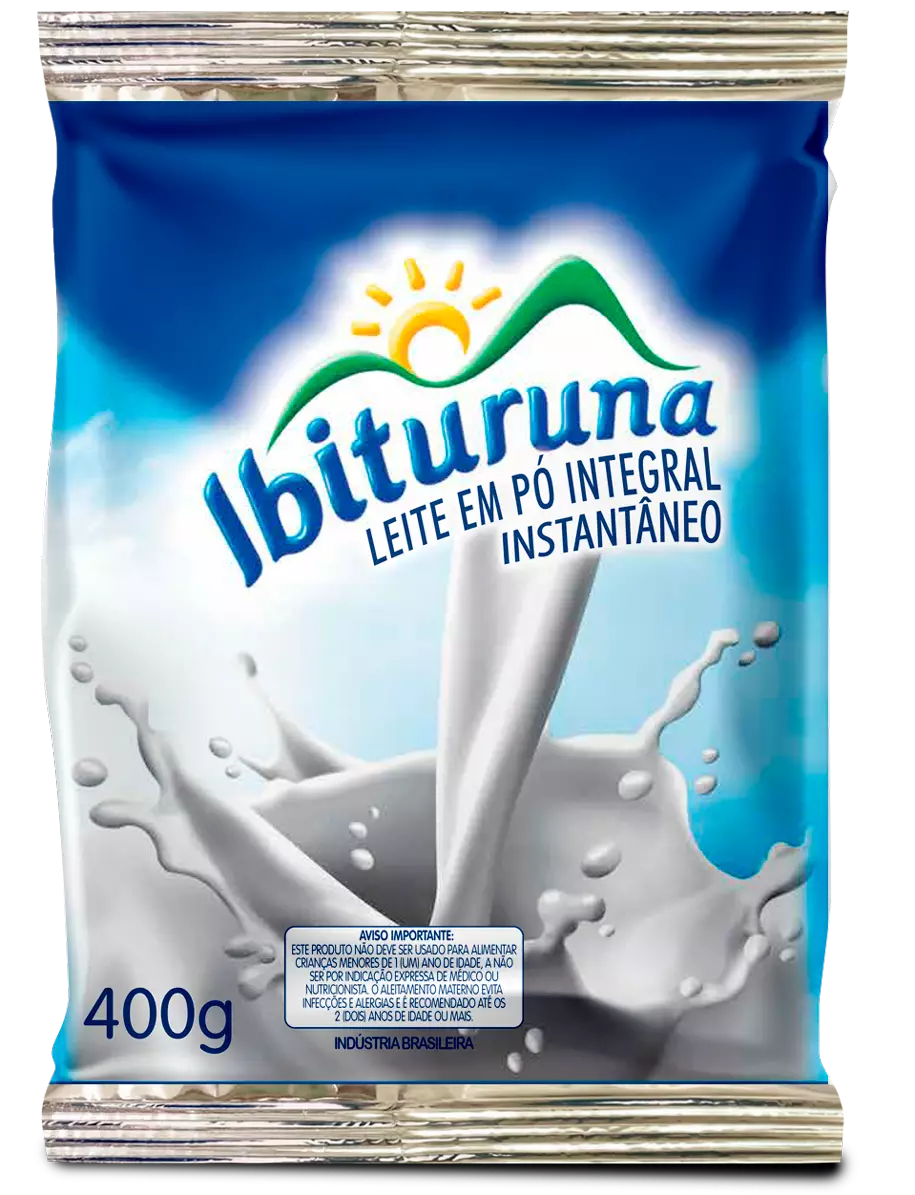 Ibituruna
LEITE EM PÓ INTEGRAL
INSTANTÂNEO
AVISO IMPORTANTE:
ESTE PRODUTO NÃO DEVE SER USADO PARA ALIMENTAR
CRIANÇAS MENORES DE 1 (UM) ANO DE IDADE, A NÃO
SER POR INDICAÇÃO EXPRESSA DE MÉDICO OU
NUTRICIONISTA. O ALEITAMENTO MATERNO EVITA
INFECÇÕES E ALERGIAS E É RECOMENDADO ATÉ OS
2 (DOIS) ANOS DE IDADE OU MAIS.
400g
INDÚSTRIA BRASILEIRA